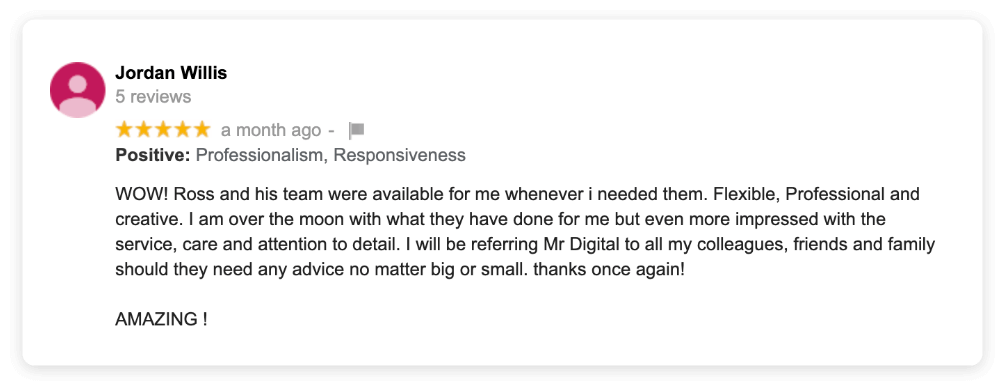 Jordan Willis
5 reviews
a month ago -
Positive: Professionalism, Responsiveness
WOW! Ross and his team were available for me whenever i needed them. Flexible, Professional and
creative. I am over the moon with what they have done for me but even more impressed with the
service, care and attention to detail. I will be referring Mr Digital to all my colleagues, friends and family
should they need any advice no matter big or small. thanks once again!
AMAZING !